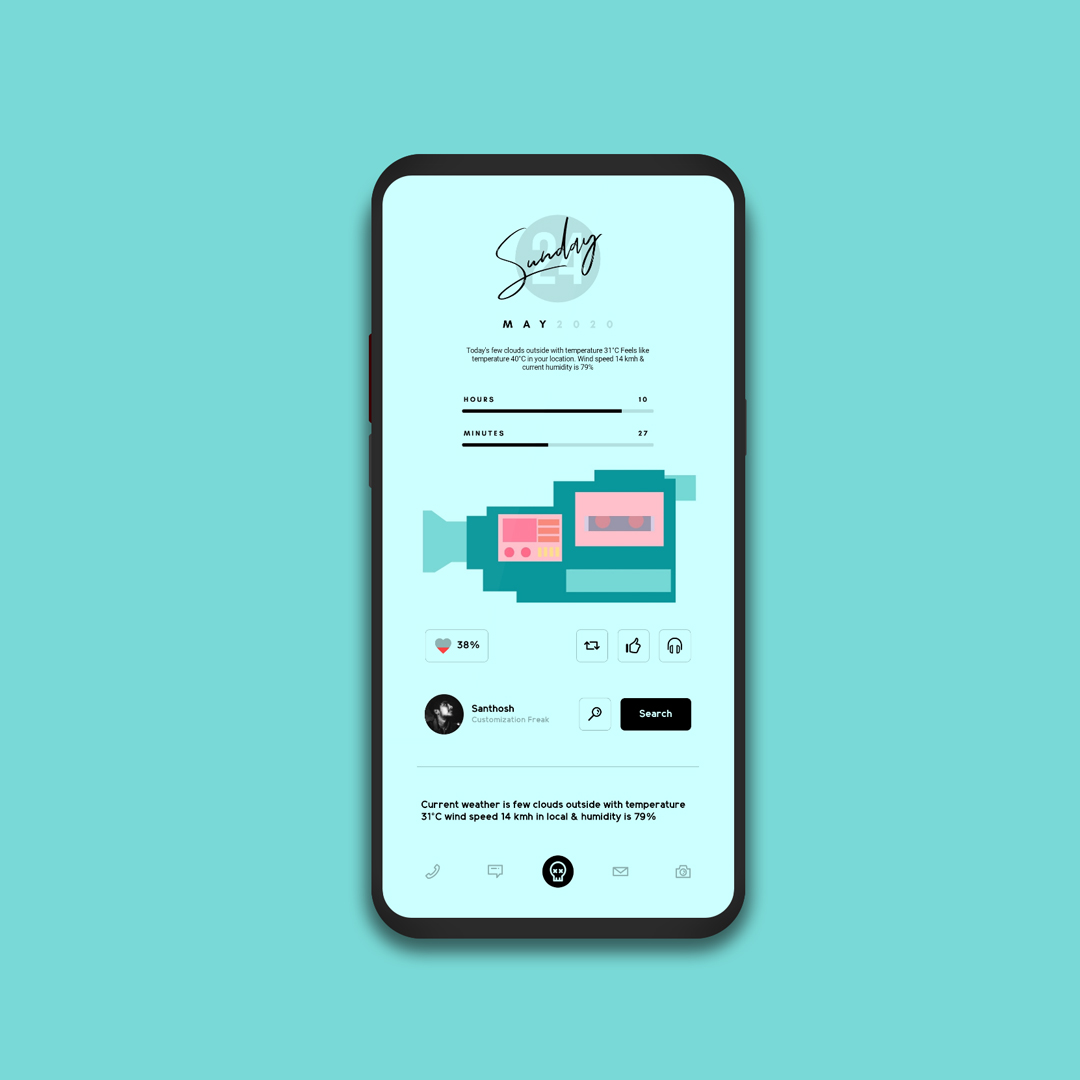 Sunday
24
MAY 2020
Today's few clouds outside with temperature 31°C Feels like
temperature 40°C in your location. Wind speed 14 kmh &
current humidity is 79%
HOURS 10
MINUTES 27
38%
Santhosh
Customization Freak
Search
Current weather is few clouds outside with temperature
31°C wind speed 14 kmh in local & humidity is 79%